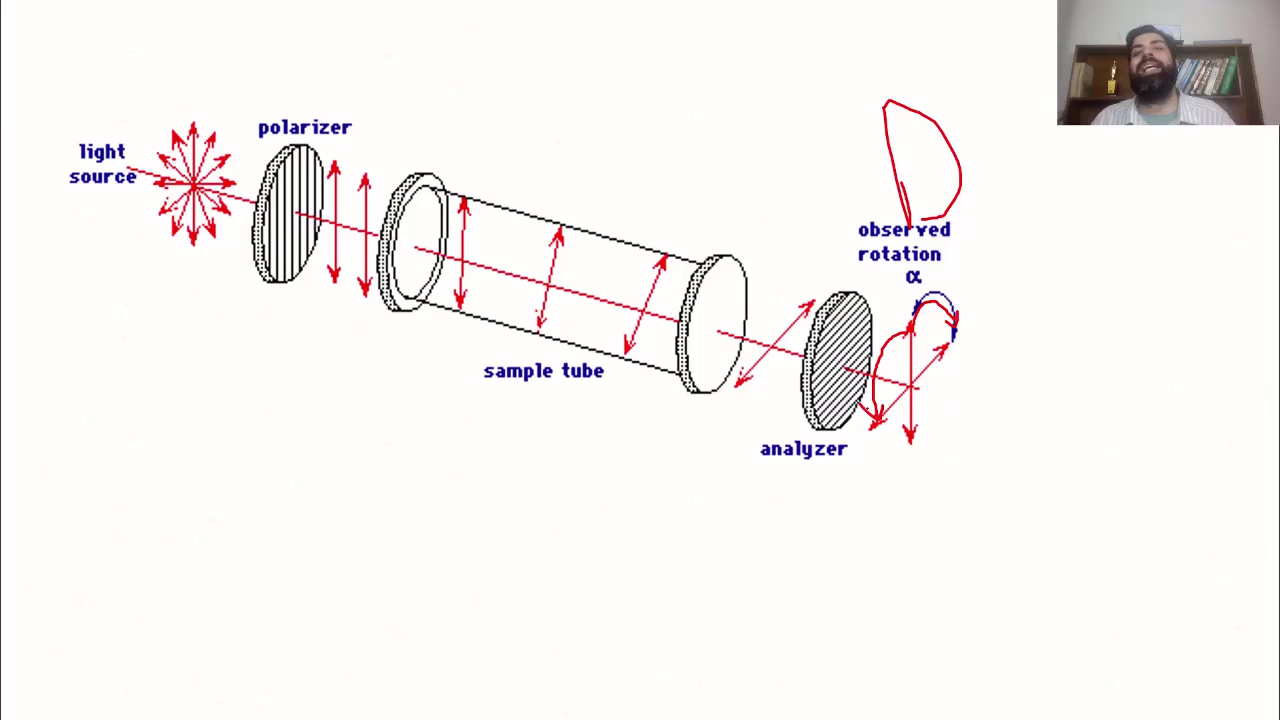 polarizer
light
source
observed
rotation
α
sample tube
analyzer